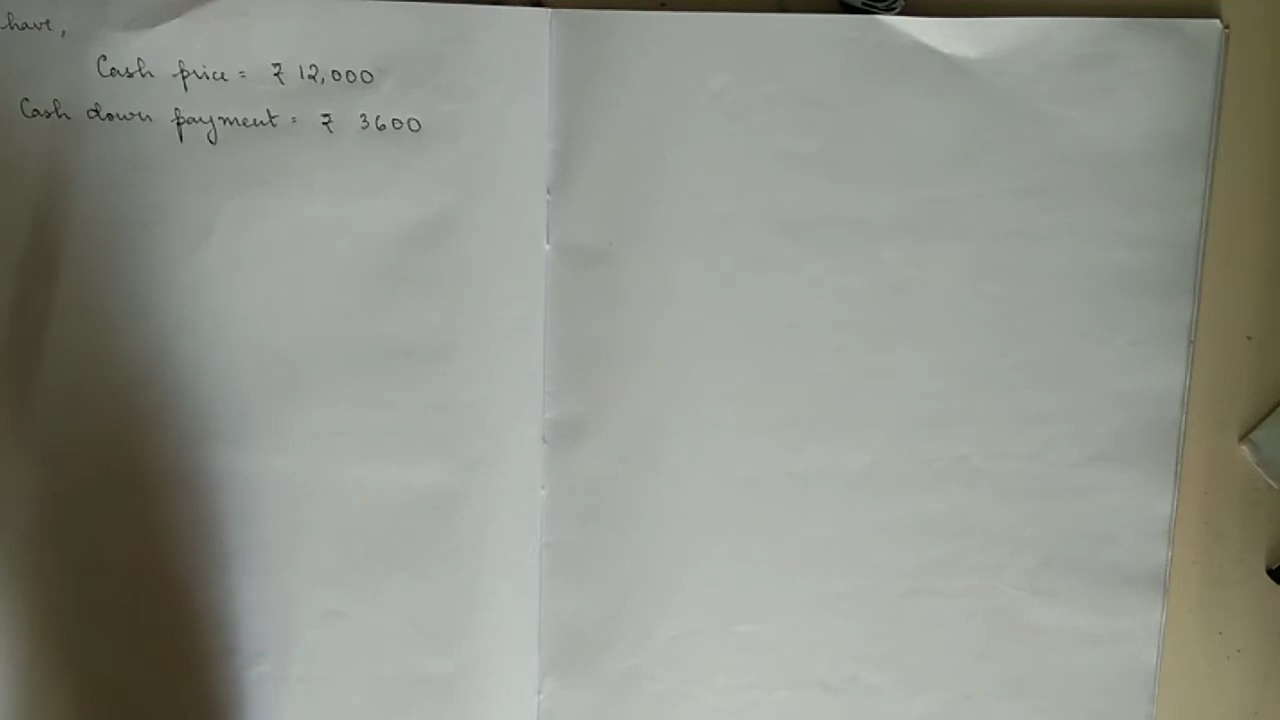 have,
Cash price = ₹ 12,000
Cash down payment = ₹ 3600